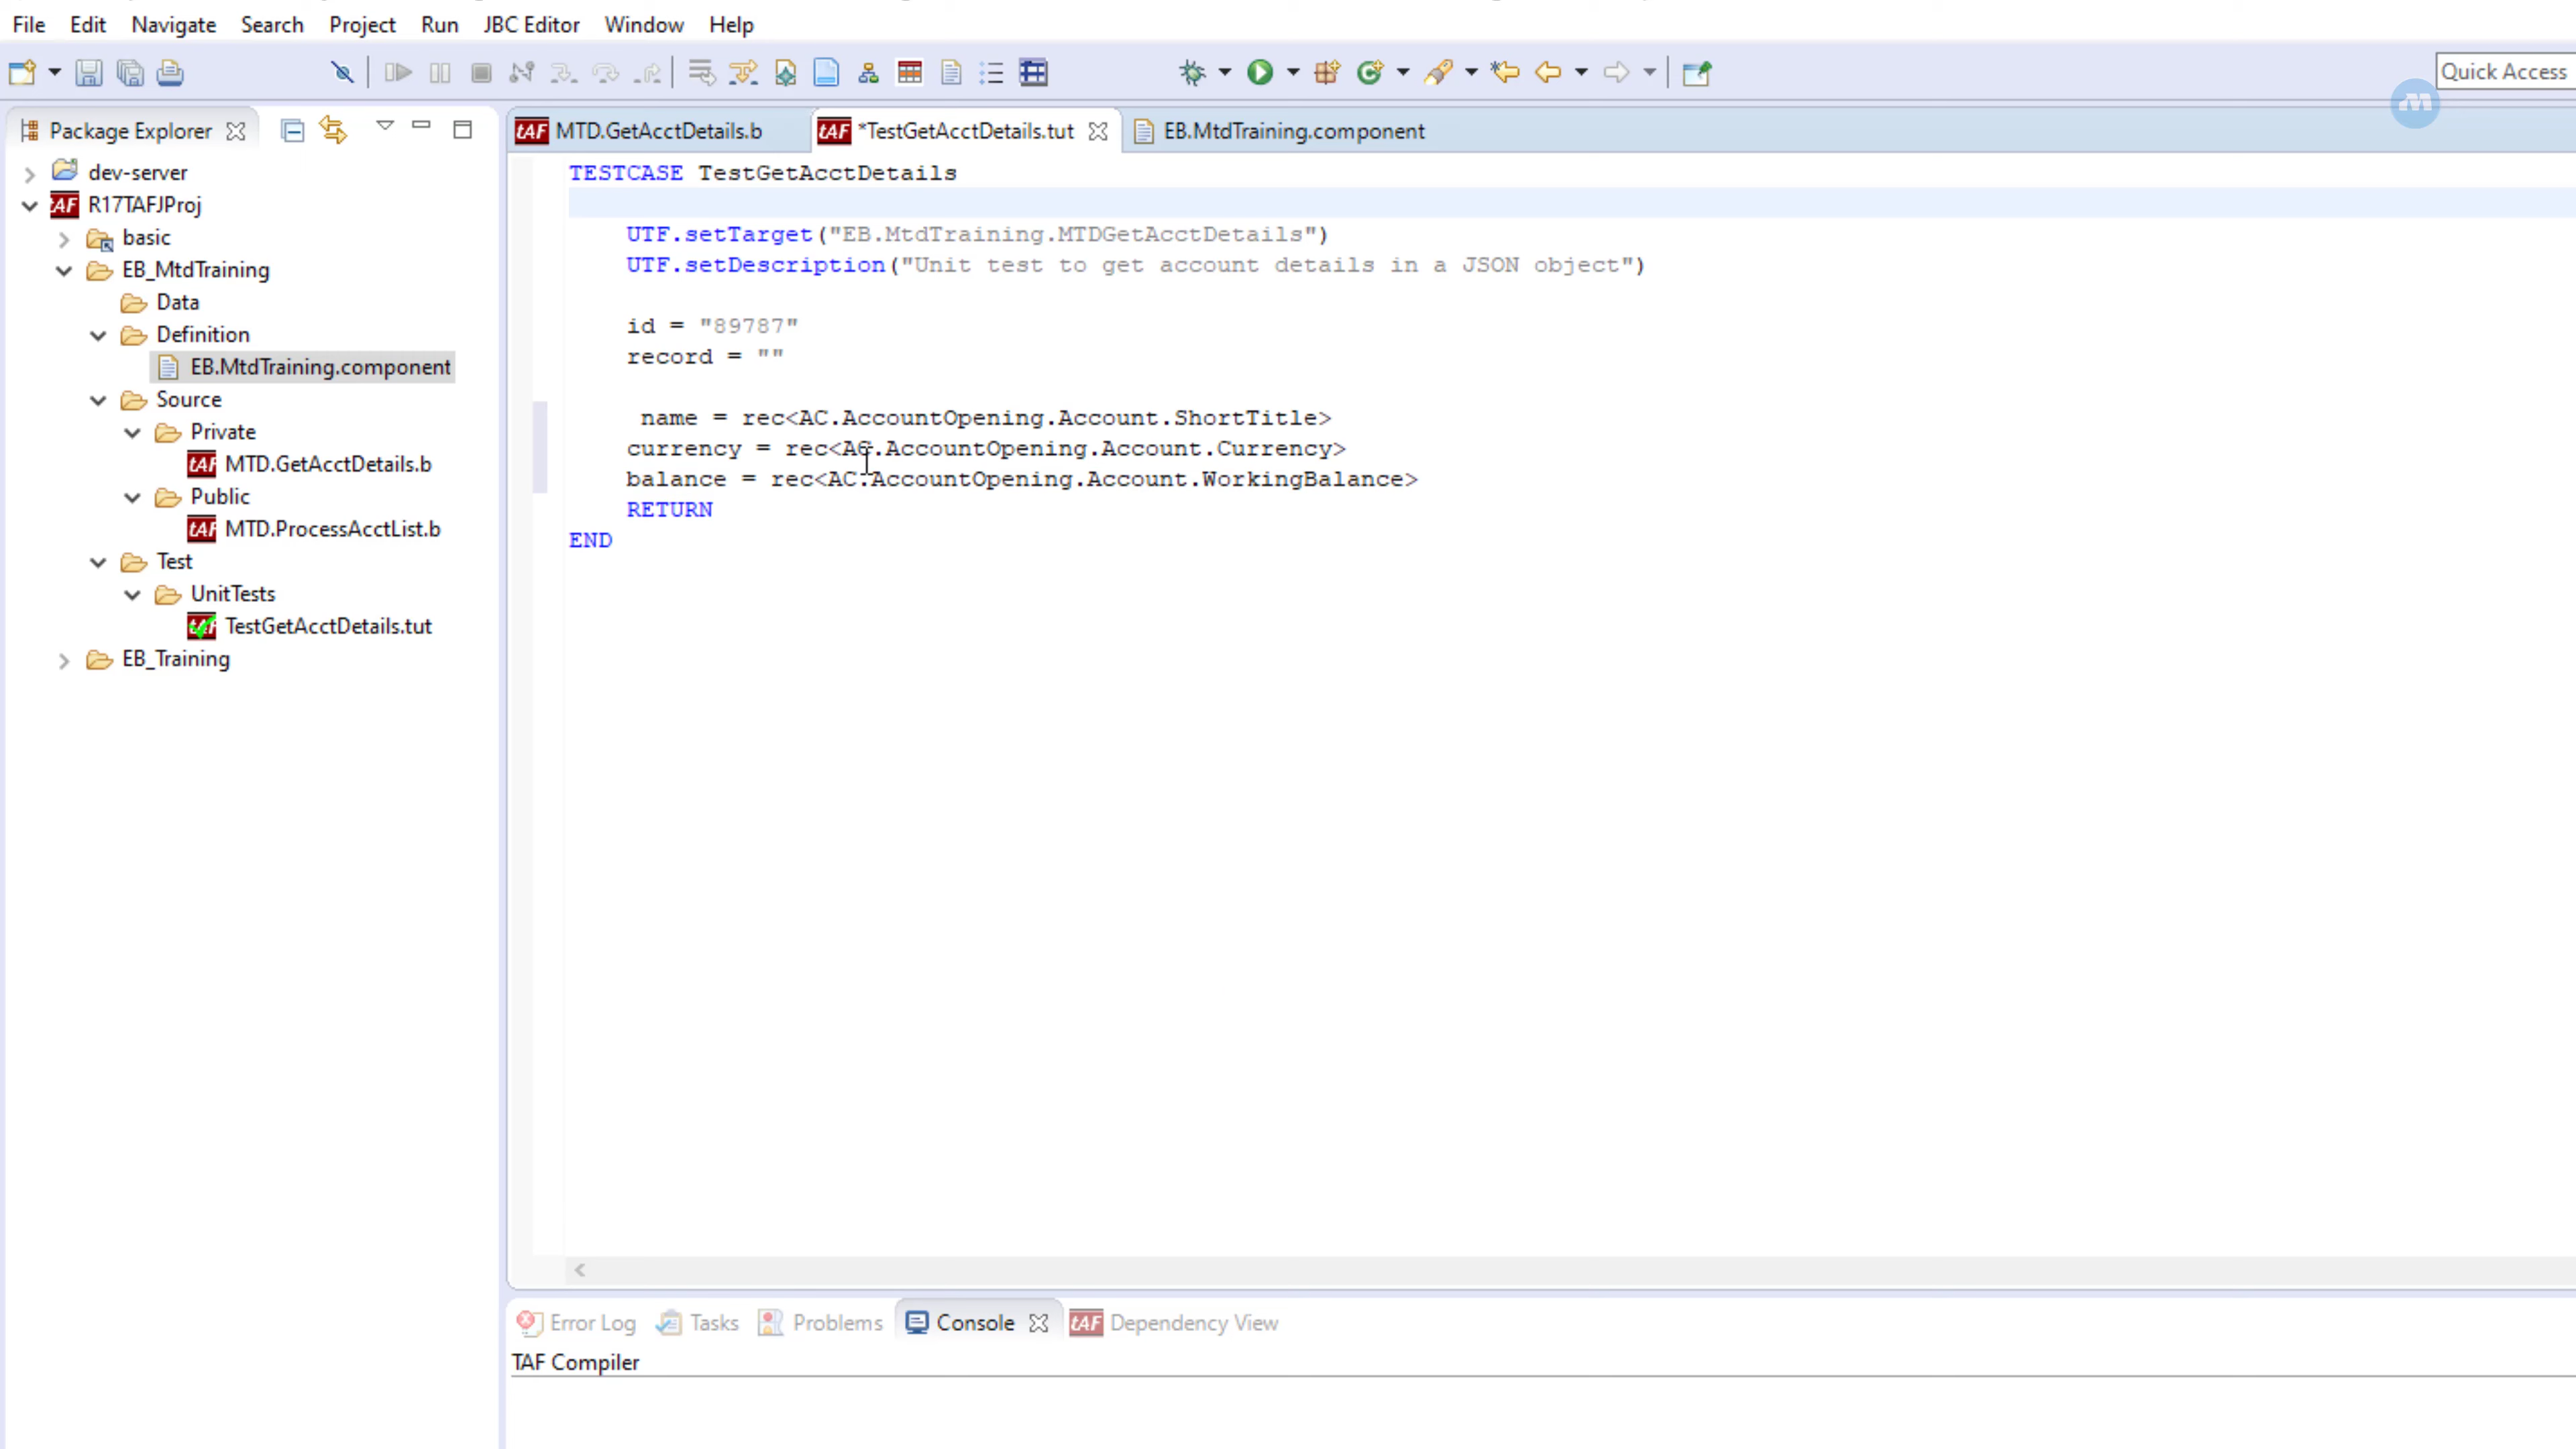 File Edit Navigate Search Project Run JBC Editor Window Help
Quick Access
Package Explorer
MTD.GetAcctDetails.b
*TestGetAcctDetails.tut
EB.MtdTraining.component
dev-server
R17TAFJProj
basic
EB_MtdTraining
Data
Definition
EB.MtdTraining.component
Source
Private
MTD.GetAcctDetails.b
Public
MTD.ProcessAcctList.b
Test
UnitTests
TestGetAcctDetails.tut
EB_Training
TESTCASE TestGetAcctDetails
UTF.setTarget("EB.MtdTraining.MTDGetAcctDetails")
UTF.setDescription("Unit test to get account details in a JSON object")
id = "89787"
record = ""
name = rec<AC.AccountOpening.Account.ShortTitle>
currency = rec<AC.AccountOpening.Account.Currency>
balance = rec<AC.AccountOpening.Account.WorkingBalance>
RETURN
END
Error Log Tasks Problems Console Dependency View
TAF Compiler